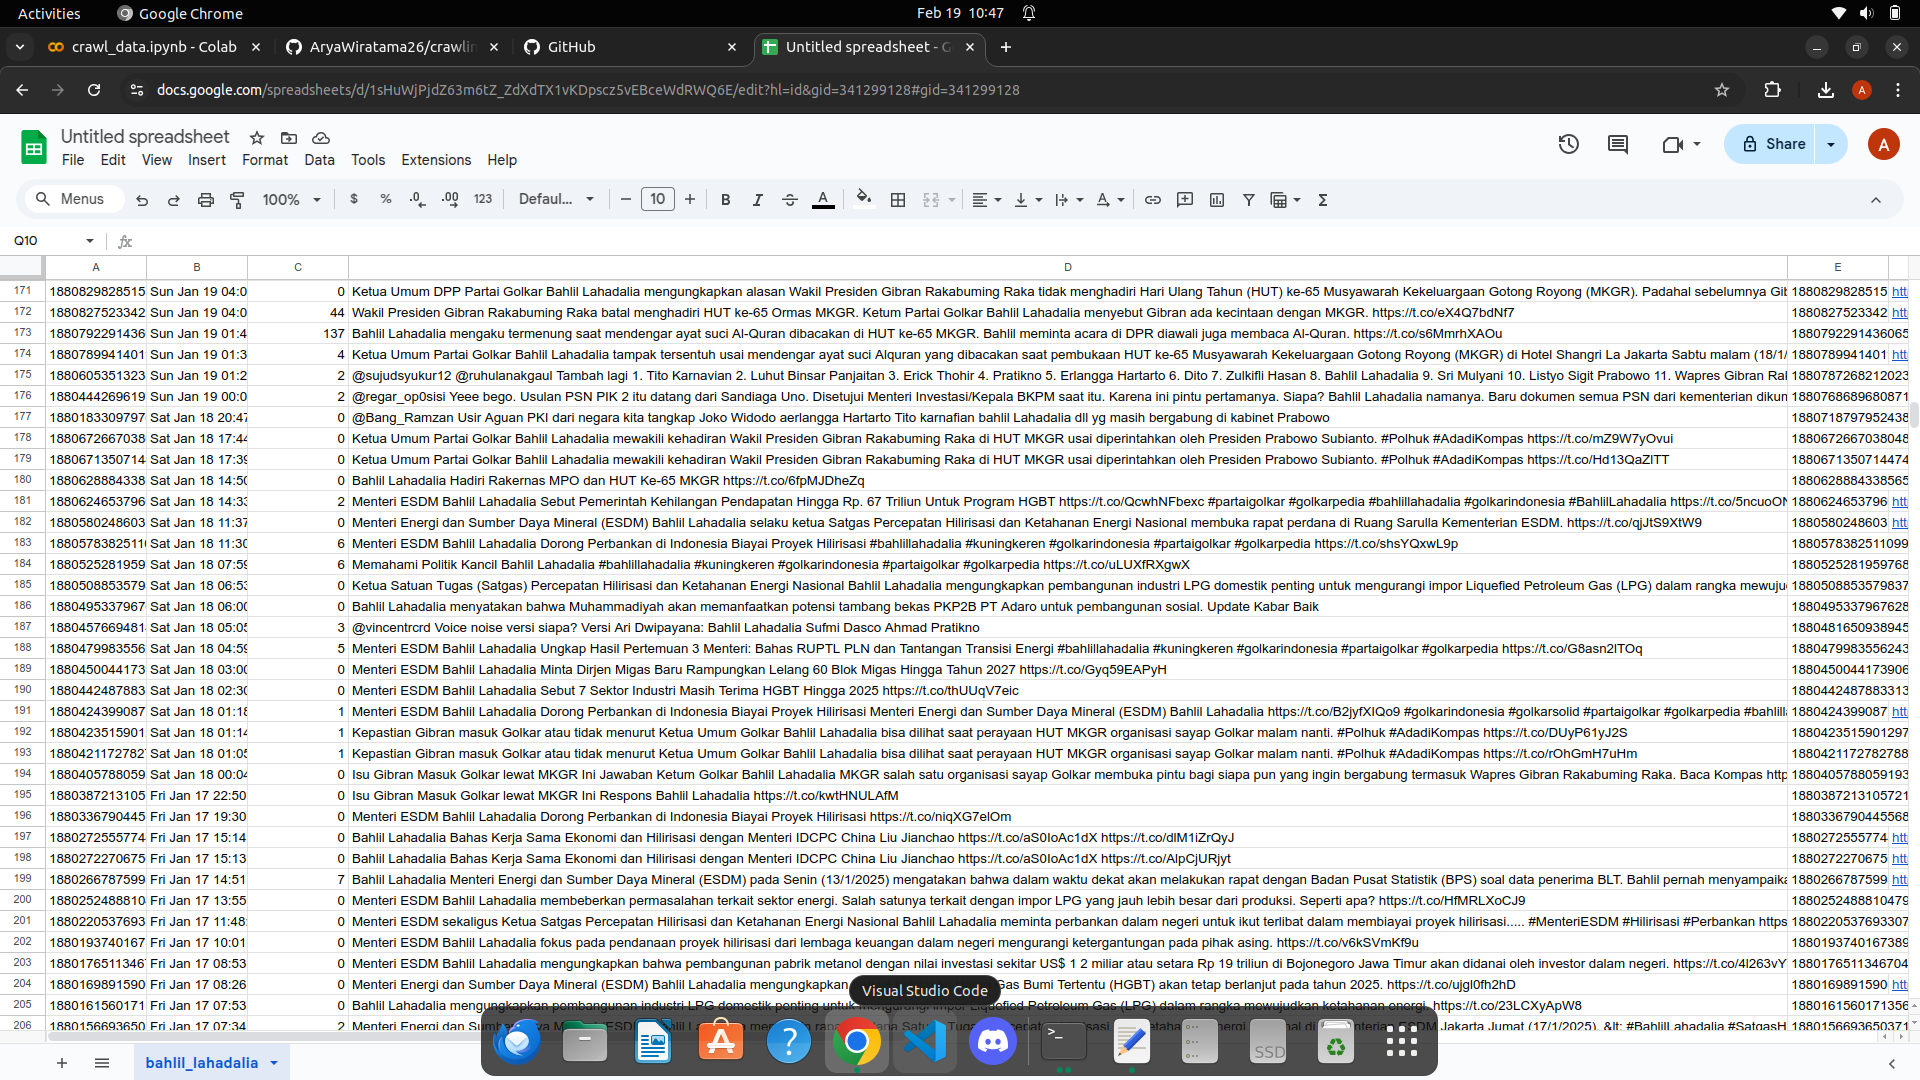 Activities Google Chrome Feb 19 10:47
crawl_data.ipynb - Colab AryaWiratama26/crawlin GitHub Untitled spreadsheet - G
docs.google.com/spreadsheets/d/1sHuWjPjdZ63m6tZ_ZdXdTX1vKDpscz5vEBceWdRWQ6E/edit?hl=id&gid=341299128#gid=341299128 A
Untitled spreadsheet
File Edit View Insert Format Data Tools Extensions Help Share A
Menus 100% $ % .0 .00 123 Defaul... 10 B I A
Q10 fx
A B C D E
171 1880829828515 Sun Jan 19 04:0 0 Ketua Umum DPP Partai Golkar Bahlil Lahadalia mengungkapkan alasan Wakil Presiden Gibran Rakabuming Raka tidak menghadiri Hari Ulang Tahun (HUT) ke-65 Musyawarah Kekeluargaan Gotong Royong (MKGR). Padahal sebelumnya Gib 1880829828515 htt
172 1880827523342 Sun Jan 19 04:0 44 Wakil Presiden Gibran Rakabuming Raka batal menghadiri HUT ke-65 Ormas MKGR. Ketum Partai Golkar Bahlil Lahadalia menyebut Gibran ada kecintaan dengan MKGR. https://t.co/eX4Q7bdNf7 1880827523342 htt
173 1880792291436 Sun Jan 19 01:4 137 Bahlil Lahadalia mengaku termenung saat mendengar ayat suci Al-Quran dibacakan di HUT ke-65 MKGR. Bahlil meminta acara di DPR diawali juga membaca Al-Quran. https://t.co/s6MmrhXAOu 1880792291436065
174 1880789941401 Sun Jan 19 01:3 4 Ketua Umum Partai Golkar Bahlil Lahadalia tampak tersentuh usai mendengar ayat suci Alquran yang dibacakan saat pembukaan HUT ke-65 Musyawarah Kekeluargaan Gotong Royong (MKGR) di Hotel Shangri La Jakarta Sabtu malam (18/1/ 1880789941401 htt
175 1880605351323 Sun Jan 19 01:2 2 @sujudsyukur12 @ruhulanakgaul Tambah lagi 1. Tito Karnavian 2. Luhut Binsar Panjaitan 3. Erick Thohir 4. Pratikno 5. Erlangga Hartarto 6. Dito 7. Zulkifli Hasan 8. Bahlil Lahadalia 9. Sri Mulyani 10. Listyo Sigit Prabowo 11. Wapres Gibran Ral 1880787268212023
176 1880444269619 Sun Jan 19 00:0 2 @regar_op0sisi Yeee bego. Usulan PSN PIK 2 itu datang dari Sandiaga Uno. Disetujui Menteri Investasi/Kepala BKPM saat itu. Karena ini pintu pertamanya. Siapa? Bahlil Lahadalia namanya. Baru dokumen semua PSN dari kementerian dikum 1880768689680871
177 1880183309797 Sat Jan 18 20:47 0 @Bang_Ramzan Usir Aguan PKI dari negara kita tangkap Joko Widodo aerlangga Hartarto Tito karnafian bahlil lahadalia dll yg masih bergabung di kabinet Prabowo 1880718797952438
178 1880672667038 Sat Jan 18 17:44 0 Ketua Umum Partai Golkar Bahlil Lahadalia mewakili kehadiran Wakil Presiden Gibran Rakabuming Raka di HUT MKGR usai diperintahkan oleh Presiden Prabowo Subianto. #Polhuk #AdadiKompas https://t.co/mZ9W7yOvui 1880672667038048
179 1880671350714 Sat Jan 18 17:39 0 Ketua Umum Partai Golkar Bahlil Lahadalia mewakili kehadiran Wakil Presiden Gibran Rakabuming Raka di HUT MKGR usai diperintahkan oleh Presiden Prabowo Subianto. #Polhuk #AdadiKompas https://t.co/Hd13QaZlTT 1880671350714474
180 1880628884338 Sat Jan 18 14:50 0 Bahlil Lahadalia Hadiri Rakernas MPO dan HUT Ke-65 MKGR https://t.co/6fpMJDheZq 1880628884338565
181 1880624653796 Sat Jan 18 14:33 2 Menteri ESDM Bahlil Lahadalia Sebut Pemerintah Kehilangan Pendapatan Hingga Rp. 67 Triliun Untuk Program HGBT https://t.co/QcwhNFbexc #partaigolkar #golkarpedia #bahlillahadalia #golkarindonesia #BahlilLahadalia https://t.co/5ncuoON 1880624653796 htt
182 1880580248603 Sat Jan 18 11:37 0 Menteri Energi dan Sumber Daya Mineral (ESDM) Bahlil Lahadalia selaku ketua Satgas Percepatan Hilirisasi dan Ketahanan Energi Nasional membuka rapat perdana di Ruang Sarulla Kementerian ESDM. https://t.co/qjJtS9XtW9 1880580248603 htt
183 1880578382511 Sat Jan 18 11:30 6 Menteri ESDM Bahlil Lahadalia Dorong Perbankan di Indonesia Biayai Proyek Hilirisasi #bahlillahadalia #kuningkeren #golkarindonesia #partaigolkar #golkarpedia https://t.co/shsYQxwL9p 1880578382511099
184 1880525281959 Sat Jan 18 07:59 6 Memahami Politik Kancil Bahlil Lahadalia #bahlillahadalia #kuningkeren #golkarindonesia #partaigolkar #golkarpedia https://t.co/uLUXfRXgwX 1880525281959768
185 1880508853579 Sat Jan 18 06:53 0 Ketua Satuan Tugas (Satgas) Percepatan Hilirisasi dan Ketahanan Energi Nasional Bahlil Lahadalia mengungkapkan pembangunan industri LPG domestik penting untuk mengurangi impor Liquefied Petroleum Gas (LPG) dalam rangka mewuju 1880508853579837
186 1880495337967 Sat Jan 18 06:00 0 Bahlil Lahadalia menyatakan bahwa Muhammadiyah akan memanfaatkan potensi tambang bekas PKP2B PT Adaro untuk pembangunan sosial. Update Kabar Baik 1880495337967628
187 1880457669481 Sat Jan 18 05:05 3 @vincentrcrd Voice noise versi siapa? Versi Ari Dwipayana: Bahlil Lahadalia Sufmi Dasco Ahmad Pratikno 1880481650938945
188 1880479983556 Sat Jan 18 04:59 5 Menteri ESDM Bahlil Lahadalia Ungkap Hasil Pertemuan 3 Menteri: Bahas RUPTL PLN dan Tantangan Transisi Energi #bahlillahadalia #kuningkeren #golkarindonesia #partaigolkar #golkarpedia https://t.co/G8asn2lTOq 1880479983556243
189 1880450044173 Sat Jan 18 03:00 0 Menteri ESDM Bahlil Lahadalia Minta Dirjen Migas Baru Rampungkan Lelang 60 Blok Migas Hingga Tahun 2027 https://t.co/Gyq59EAPyH 1880450044173906
190 1880442487883 Sat Jan 18 02:30 0 Menteri ESDM Bahlil Lahadalia Sebut 7 Sektor Industri Masih Terima HGBT Hingga 2025 https://t.co/thUUqV7eic 1880442487883313
191 1880424399087 Sat Jan 18 01:18 1 Menteri ESDM Bahlil Lahadalia Dorong Perbankan di Indonesia Biayai Proyek Hilirisasi Menteri Energi dan Sumber Daya Mineral (ESDM) Bahlil Lahadalia https://t.co/B2jyfXIQo9 #golkarindonesia #golkarsolid #partaigolkar #golkarpedia #bahlill 1880424399087 htt
192 1880423515901 Sat Jan 18 01:14 1 Kepastian Gibran masuk Golkar atau tidak menurut Ketua Umum Golkar Bahlil Lahadalia bisa dilihat saat perayaan HUT MKGR organisasi sayap Golkar malam nanti. #Polhuk #AdadiKompas https://t.co/DUyP61yJ2S 1880423515901297
193 1880421172782 Sat Jan 18 01:05 1 Kepastian Gibran masuk Golkar atau tidak menurut Ketua Umum Golkar Bahlil Lahadalia bisa dilihat saat perayaan HUT MKGR organisasi sayap Golkar malam nanti. #Polhuk #AdadiKompas https://t.co/rOhGmH7uHm 1880421172782788
194 1880405788059 Sat Jan 18 00:04 0 Isu Gibran Masuk Golkar lewat MKGR Ini Jawaban Ketum Golkar Bahlil Lahadalia MKGR salah satu organisasi sayap Golkar membuka pintu bagi siapa pun yang ingin bergabung termasuk Wapres Gibran Rakabuming Raka. Baca Kompas http 1880405788059193
195 1880387213105 Fri Jan 17 22:50 0 Isu Gibran Masuk Golkar lewat MKGR Ini Respons Bahlil Lahadalia https://t.co/kwtHNULAfM 1880387213105721
196 1880336790445 Fri Jan 17 19:30 0 Menteri ESDM Bahlil Lahadalia Dorong Perbankan di Indonesia Biayai Proyek Hilirisasi https://t.co/niqXG7elOm 1880336790445568
197 1880272555774 Fri Jan 17 15:14 0 Bahlil Lahadalia Bahas Kerja Sama Ekonomi dan Hilirisasi dengan Menteri IDCPC China Liu Jianchao https://t.co/aS0IoAc1dX https://t.co/dlM1iZrQyJ 1880272555774 htt
198 1880272270675 Fri Jan 17 15:13 0 Bahlil Lahadalia Bahas Kerja Sama Ekonomi dan Hilirisasi dengan Menteri IDCPC China Liu Jianchao https://t.co/aS0IoAc1dX https://t.co/AlpCjURjyt 1880272270675 htt
199 1880266787599 Fri Jan 17 14:51 7 Bahlil Lahadalia Menteri Energi dan Sumber Daya Mineral (ESDM) pada Senin (13/1/2025) mengatakan bahwa dalam waktu dekat akan melakukan rapat dengan Badan Pusat Statistik (BPS) soal data penerima BLT. Bahlil pernah menyampaika 1880266787599 htt
200 1880252488810 Fri Jan 17 13:55 0 Menteri ESDM Bahlil Lahadalia membeberkan permasalahan terkait sektor energi. Salah satunya terkait dengan impor LPG yang jauh lebih besar dari produksi. Seperti apa? https://t.co/HfMRLXoCJ9 1880252488810479
201 1880220537693 Fri Jan 17 11:48 0 Menteri ESDM sekaligus Ketua Satgas Percepatan Hilirisasi dan Ketahanan Energi Nasional Bahlil Lahadalia meminta perbankan dalam negeri untuk ikut terlibat dalam membiayai proyek hilirisasi..... #MenteriESDM #Hilirisasi #Perbankan https 1880220537693307
202 1880193740167 Fri Jan 17 10:01 0 Menteri ESDM Bahlil Lahadalia fokus pada pendanaan proyek hilirisasi dari lembaga keuangan dalam negeri mengurangi ketergantungan pada pihak asing. https://t.co/v6kSVmKf9u 1880193740167389
203 1880176511346 Fri Jan 17 08:53 0 Menteri ESDM Bahlil Lahadalia mengungkapkan bahwa pembangunan pabrik metanol dengan nilai investasi sekitar US$ 1 2 miliar atau setara Rp 19 triliun di Bojonegoro Jawa Timur akan didanai oleh investor dalam negeri. https://t.co/4l263vY 1880176511346704
204 1880169891590 Fri Jan 17 08:26 0 Menteri Energi dan Sumber Daya Mineral (ESDM) Bahlil Lahadalia mengungkapkan Gas Bumi Tertentu (HGBT) akan tetap berlanjut pada tahun 2025. https://t.co/ujgl0fh2hD 1880169891590 htt
Visual Studio Code
205 1880161560171 Fri Jan 17 07:53 0 Bahlil Lahadalia mengungkapkan pembangunan industri LPG domestik penting untuk mengurangi impor Liquefied Petroleum Gas (LPG) dalam rangka mewujudkan ketahanan energi. https://t.co/23LCXyApW8 1880161560171356
206 1880156693650 Fri Jan 17 07:34 2 Menteri Energi dan Jakarta Jumat (17/1/2025). &lt; #BahlilLahadalia #SatgasH 1880156693650371
SSD
bahlil_lahadalia